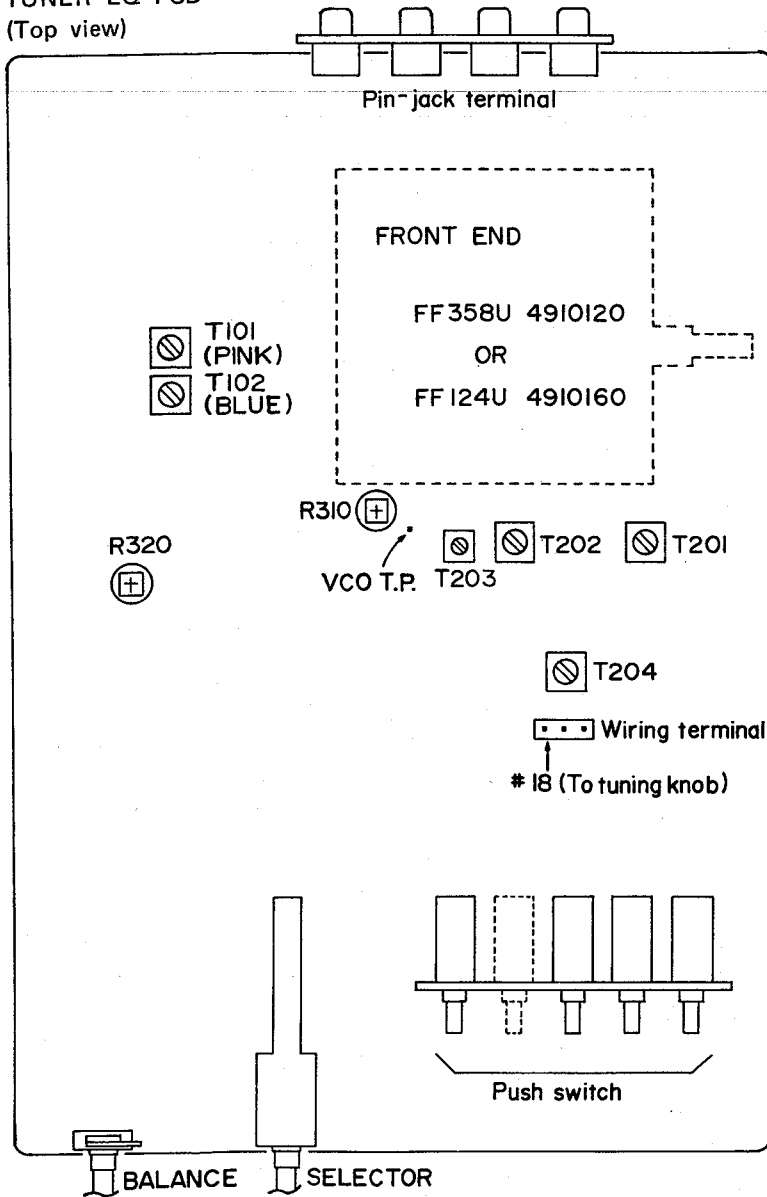 TUNER EQ PCB
(Top view)
Pin-jack terminal
FRONT END
FF358U 4910120
OR
FF124U 4910160
T101
(PINK)
T102
(BLUE)
R310
R320
VCO T.P.
T203
T202
T201
T204
Wiring terminal
#18 (To tuning knob)
Push switch
BALANCE
SELECTOR